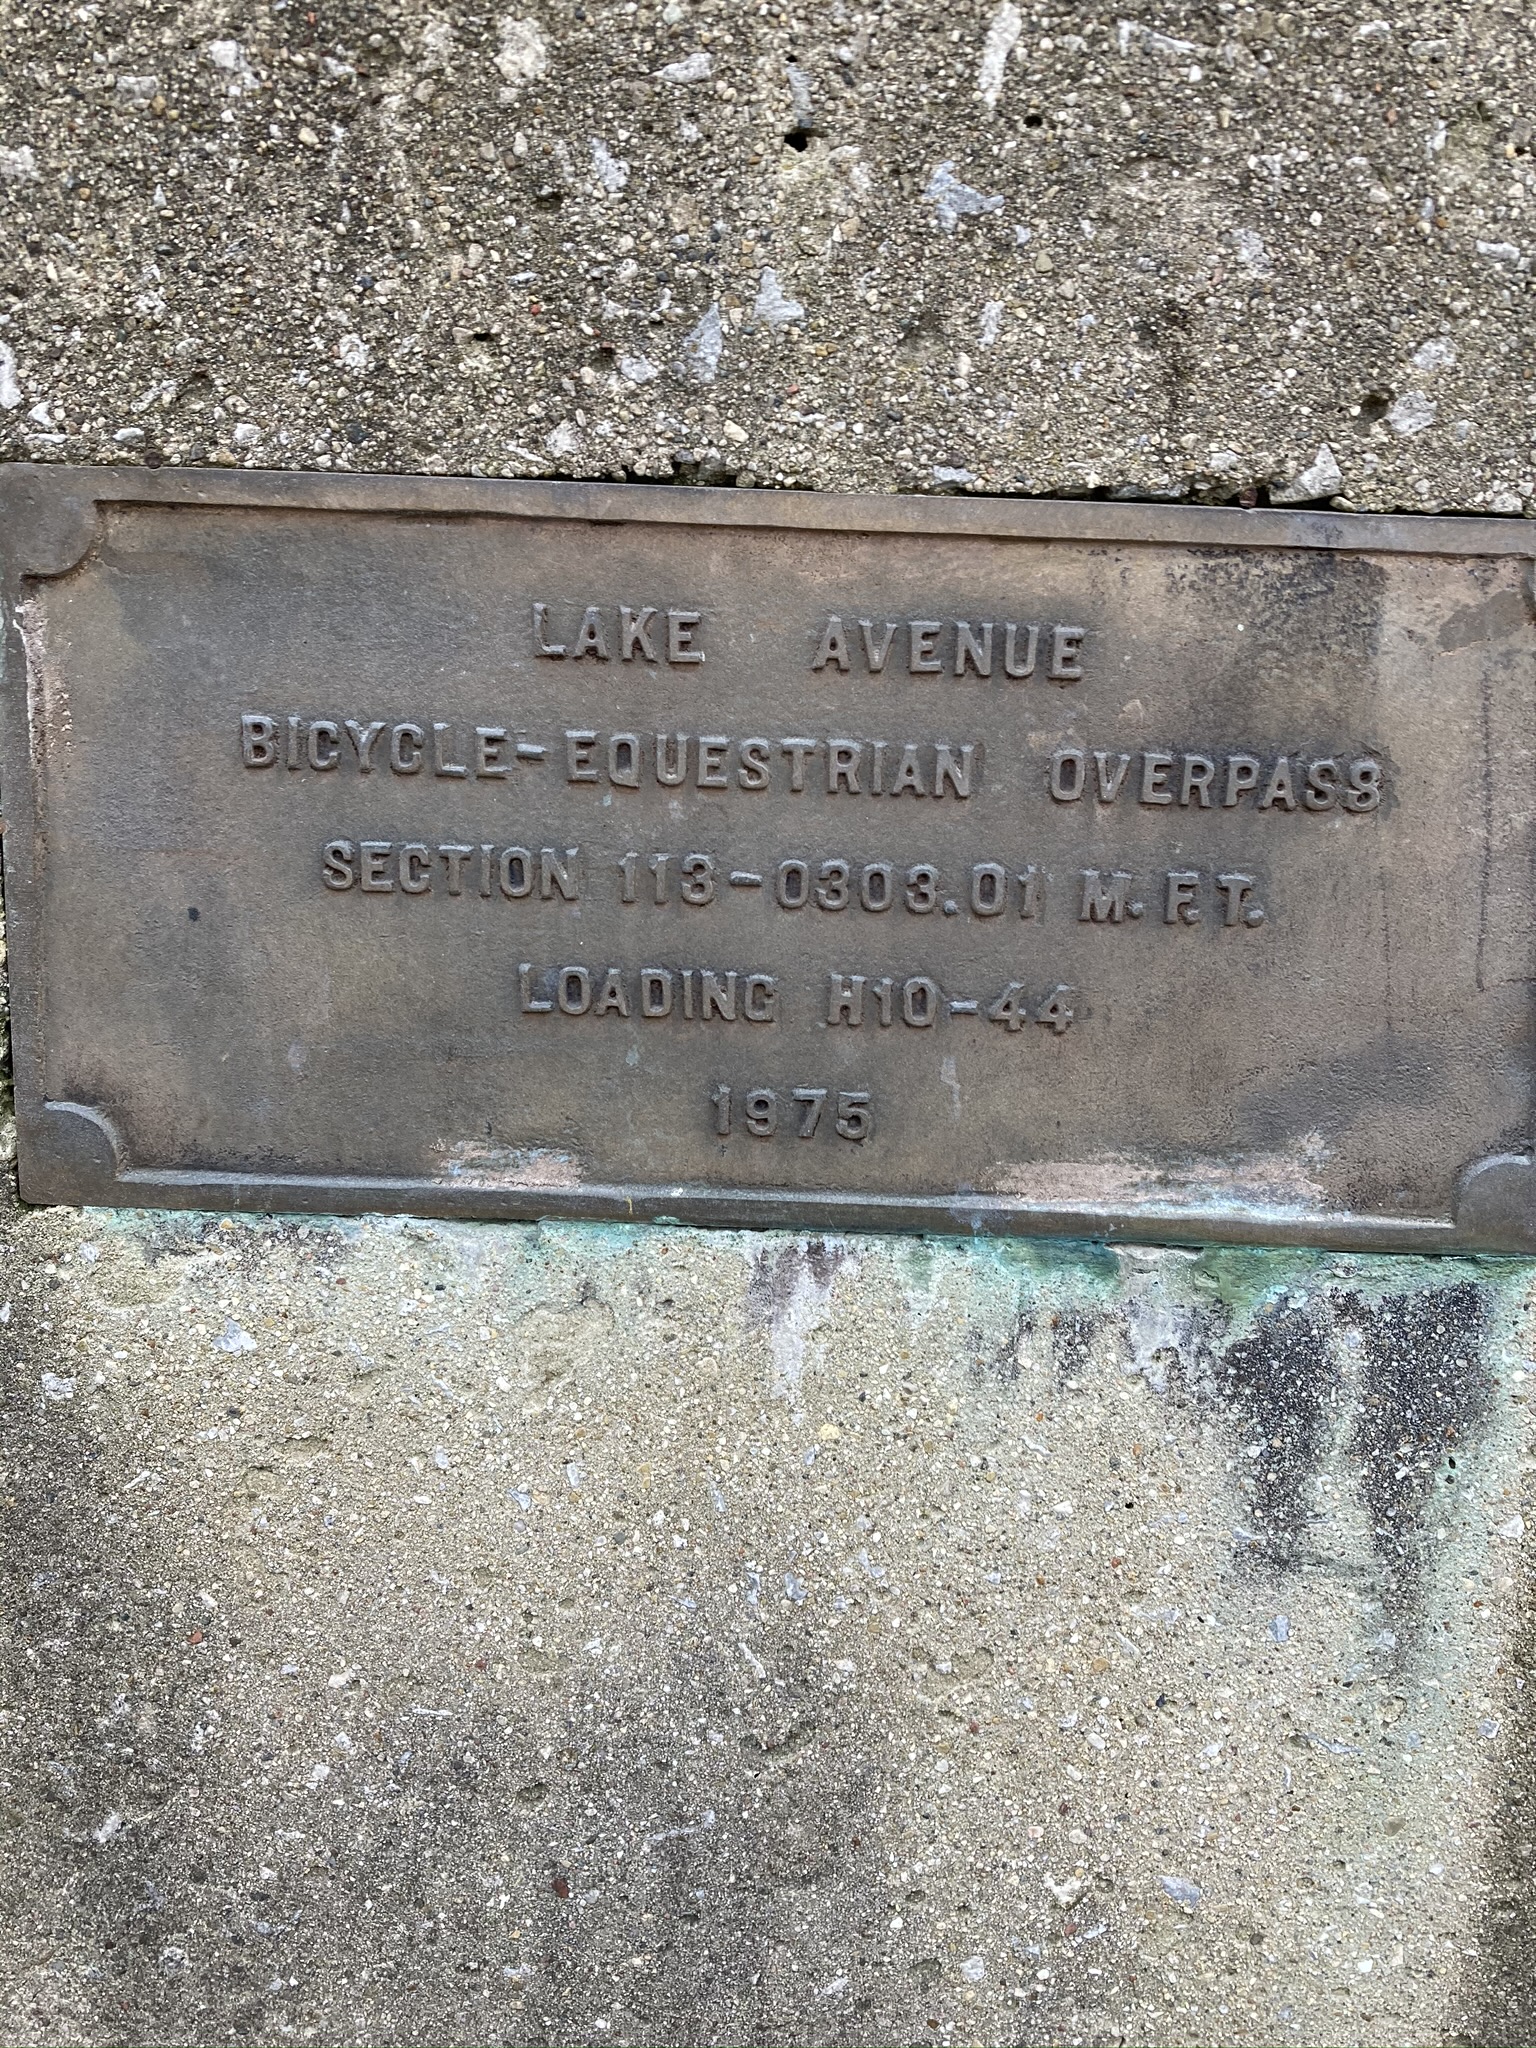 LAKE AVENUE
BICYCLE-EQUESTRIAN OVERPASS
SECTION 113-0303.01 M.F.T.
LOADING H10-44
1975